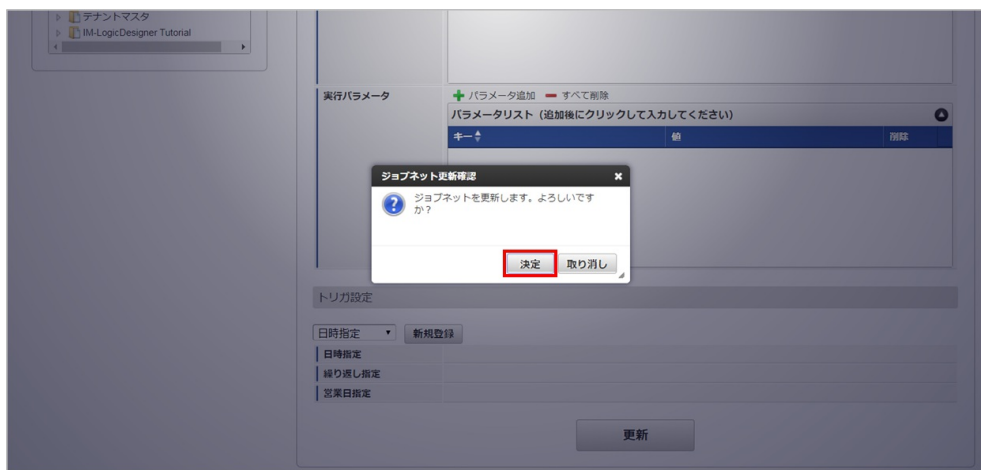 テナントマスタ
IM-LogicDesigner Tutorial
実行パラメータ
パラメータ追加 すべて削除
パラメータリスト（追加後にクリックして入力してください）
キー 値 削除
ジョブネット更新確認
ジョブネットを更新します。よろしいです
か？
決定 取り消し
トリガ設定
日時指定 新規登録
日時指定
繰り返し指定
営業日指定
更新